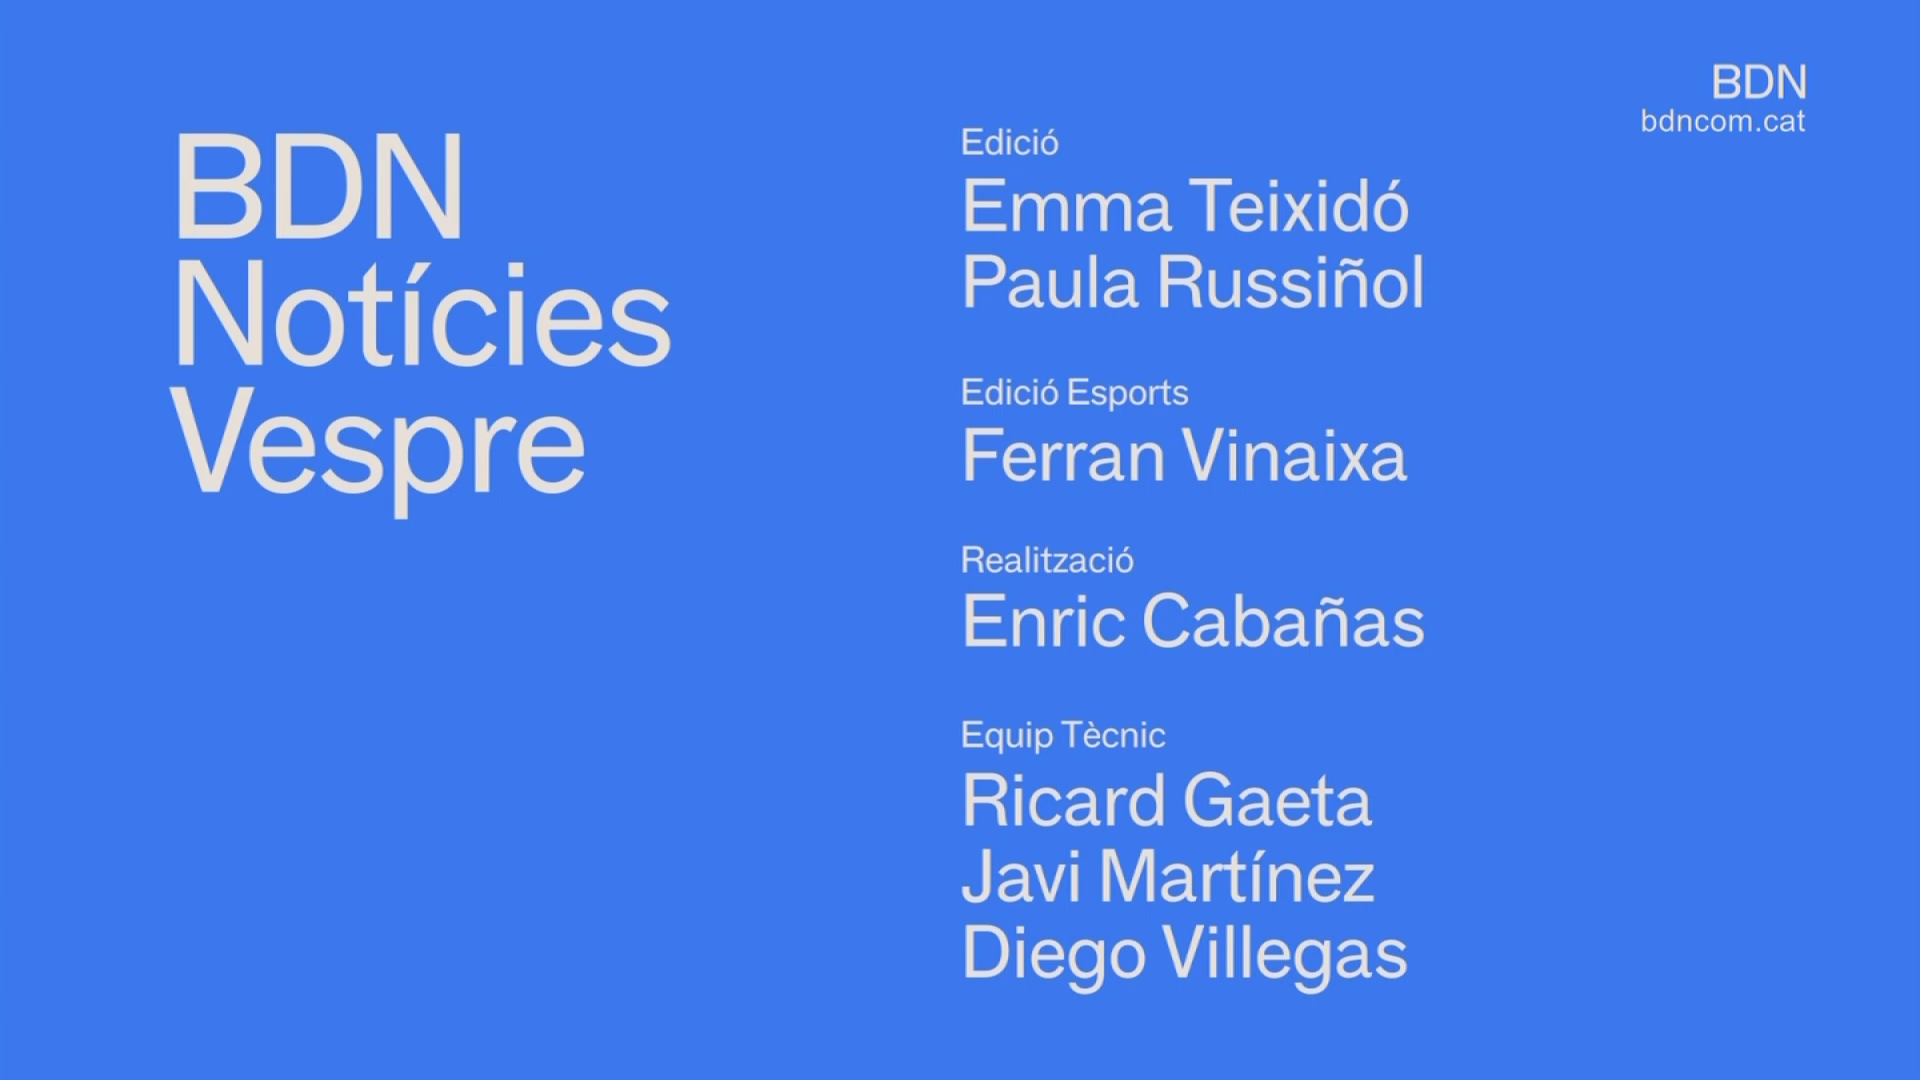 BDN
Notícies
Vespre
Edició
Emma Teixidó
Paula Russiñol
Edició Esports
Ferran Vinaixa
Realització
Enric Cabañas
Equip Tècnic
Ricard Gaeta
Javi Martínez
Diego Villegas
BDN
bdncom.cat